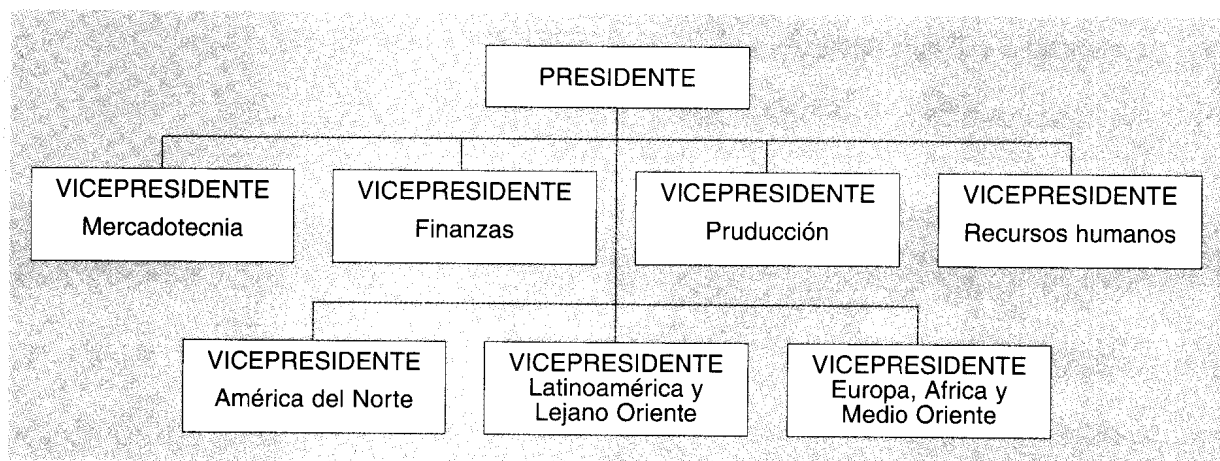 PRESIDENTE
VICEPRESIDENTE
Mercadotecnia
VICEPRESIDENTE
Finanzas
VICEPRESIDENTE
Pruducción
VICEPRESIDENTE
Recursos humanos
VICEPRESIDENTE
América del Norte
VICEPRESIDENTE
Latinoamérica y
Lejano Oriente
VICEPRESIDENTE
Europa, Africa y
Medio Oriente